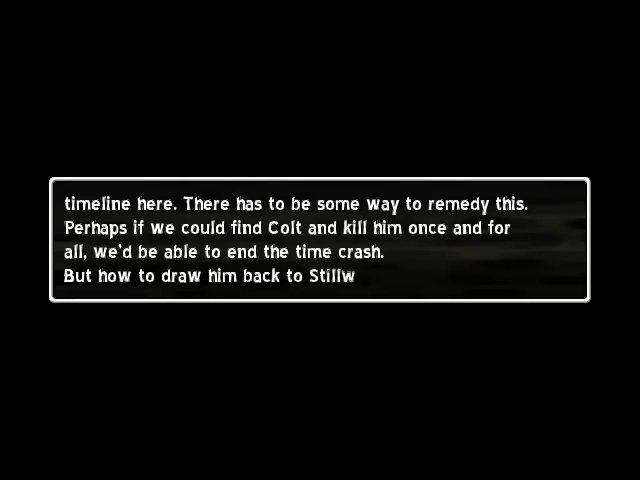 timeline here. There has to be some way to remedy this.
Perhaps if we could find Colt and kill him once and for
all, we'd be able to end the time crash.
But how to draw him back to Stillw